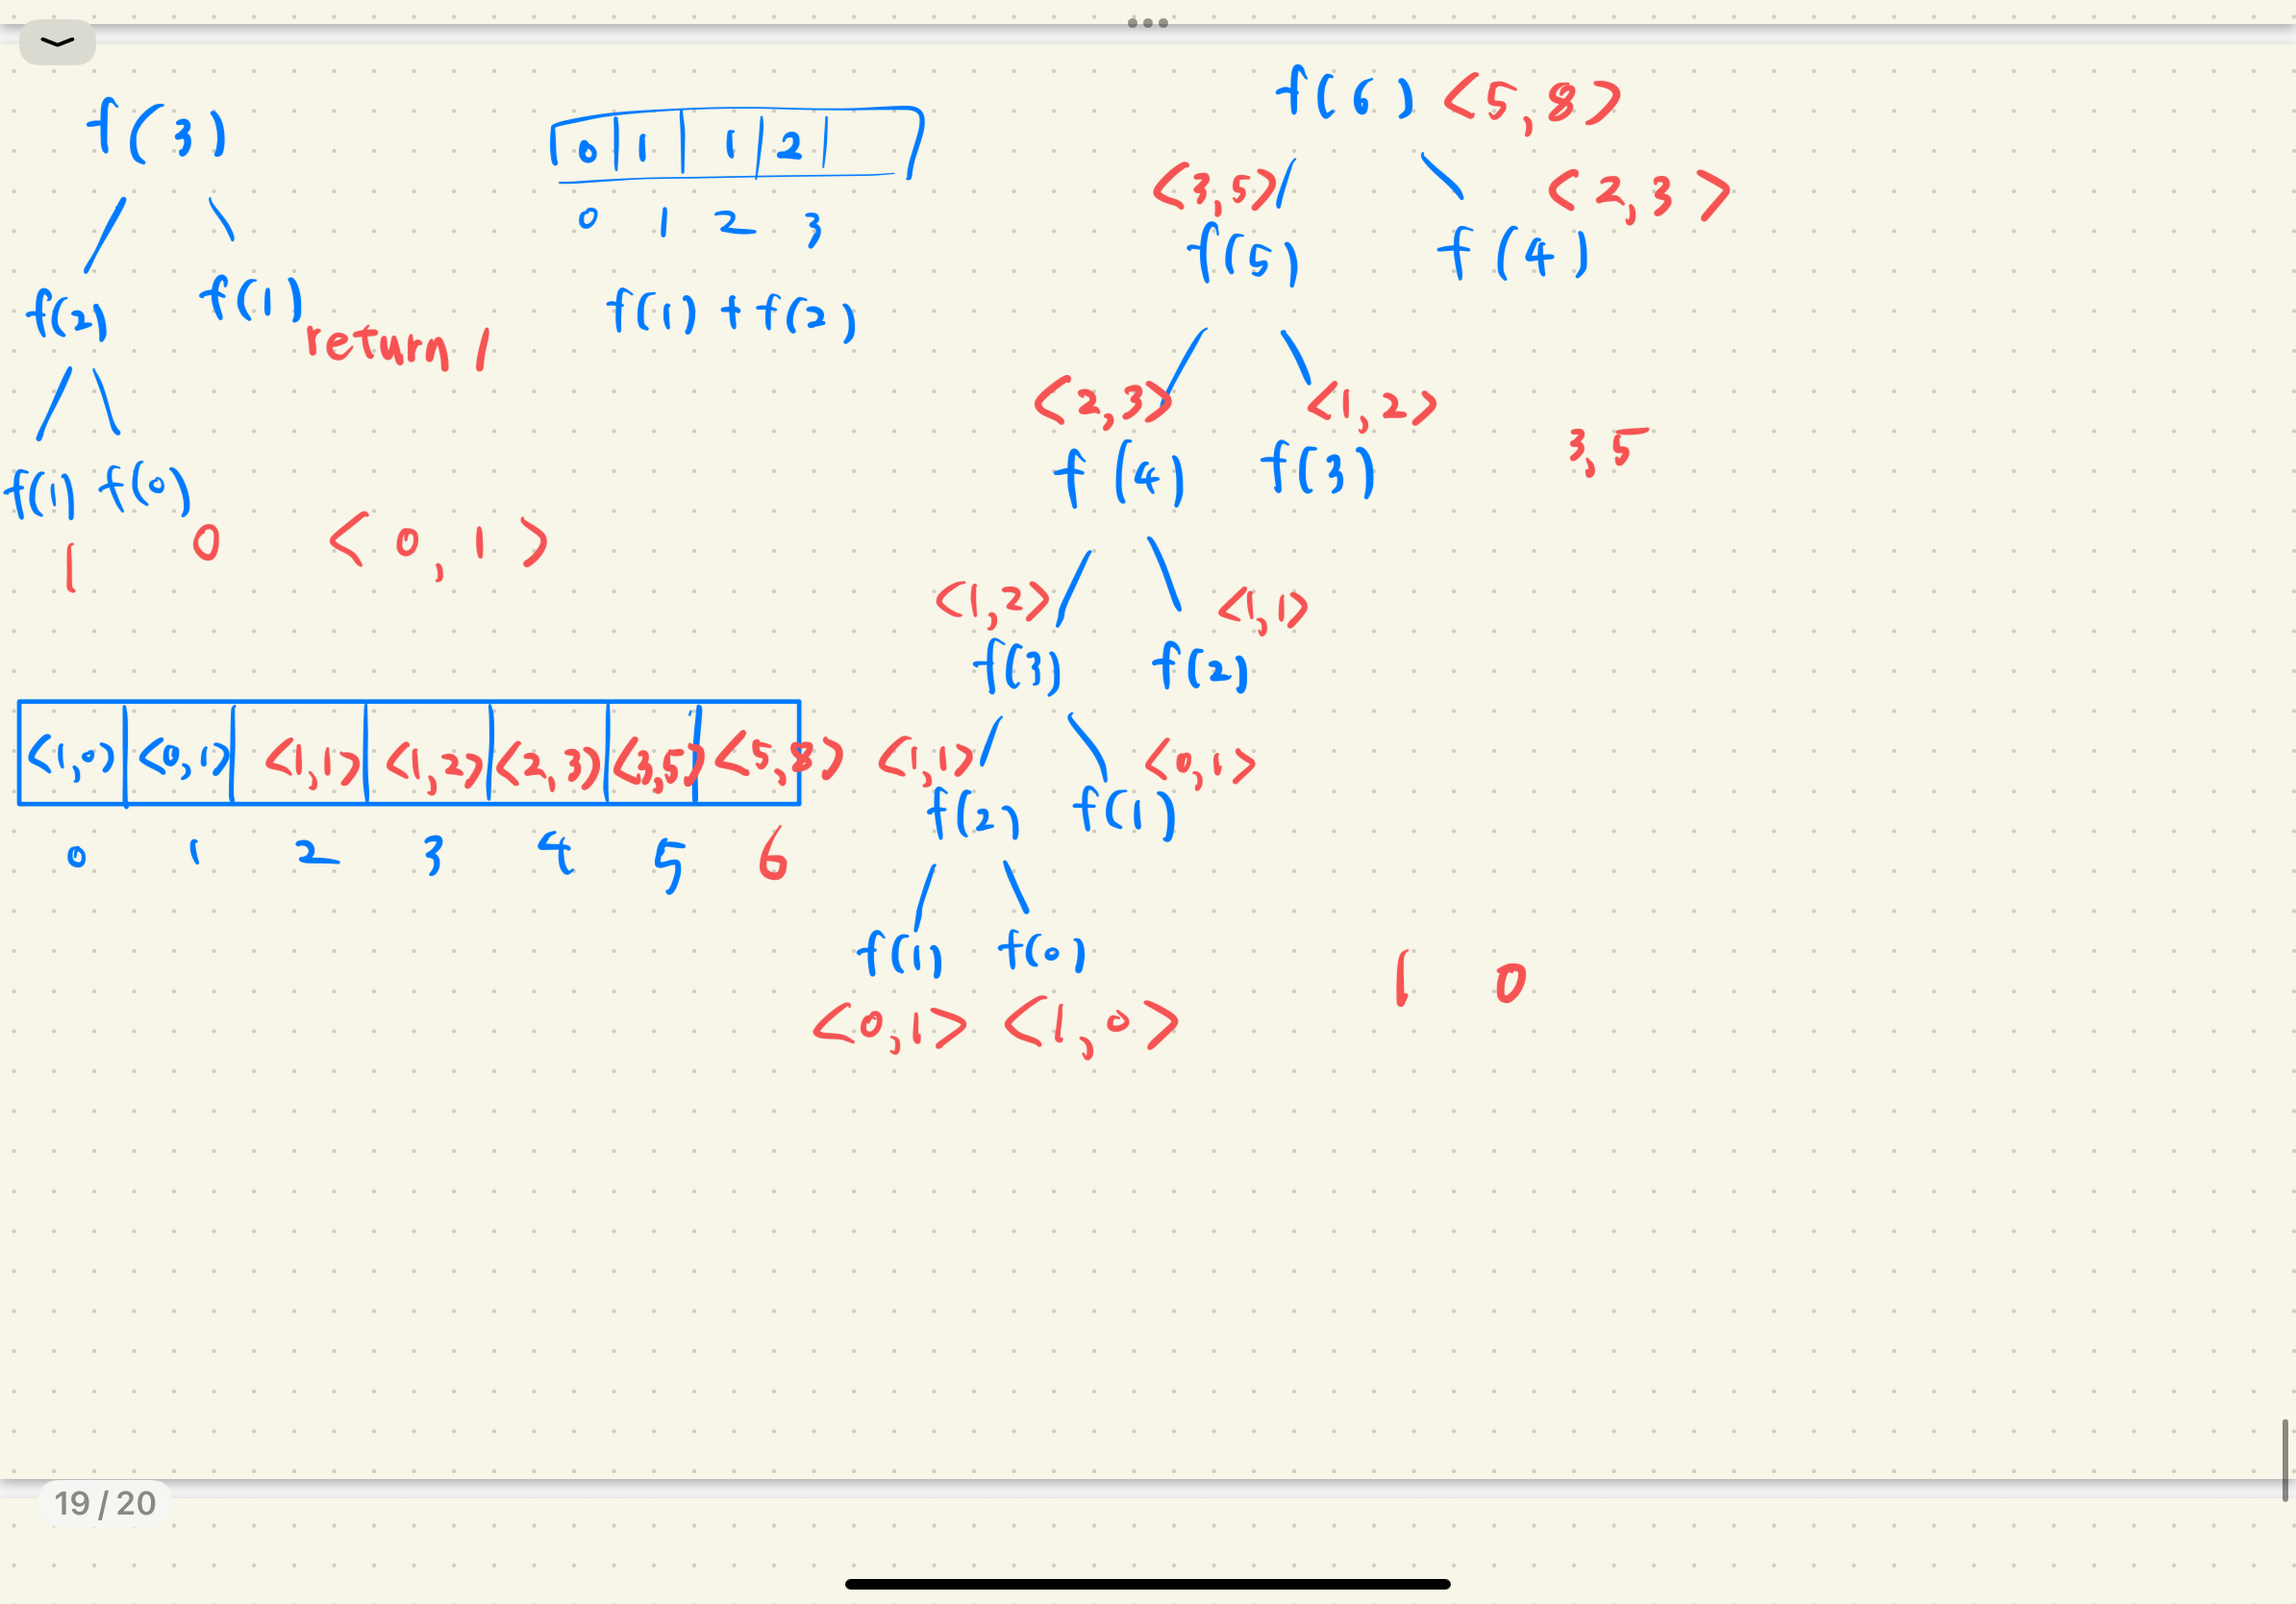 f(3)
f(2) f(1)
return 1
f(1) f(0)
1 0 <0,1>
0 1 1 2
0 1 2 3
f(1) + f(2)
<1,0> <0,1> <1,1> <1,2> <2,3> <3,5> <5,8>
0 1 2 3 4 5 6
f(6) <5,8>
<3,5> <2,3>
f(5) f(4)
<2,3> <1,2>
3,5
f(4) f(3)
<1,2> <1,1>
f(3) f(2)
<1,1> <0,1>
f(2) f(1)
f(1) f(0)
1 0
<0,1> <1,0>
19 / 20